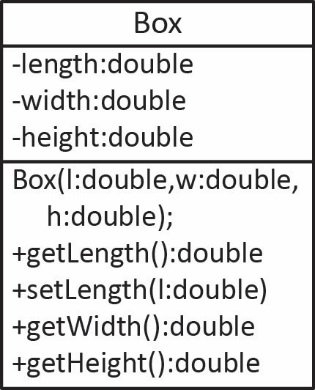 Box
-length:double
-width:double
-height:double
Box(l:double,w:double,
h:double);
+getLength():double
+setLength(l:double)
+getWidth():double
+getHeight():double